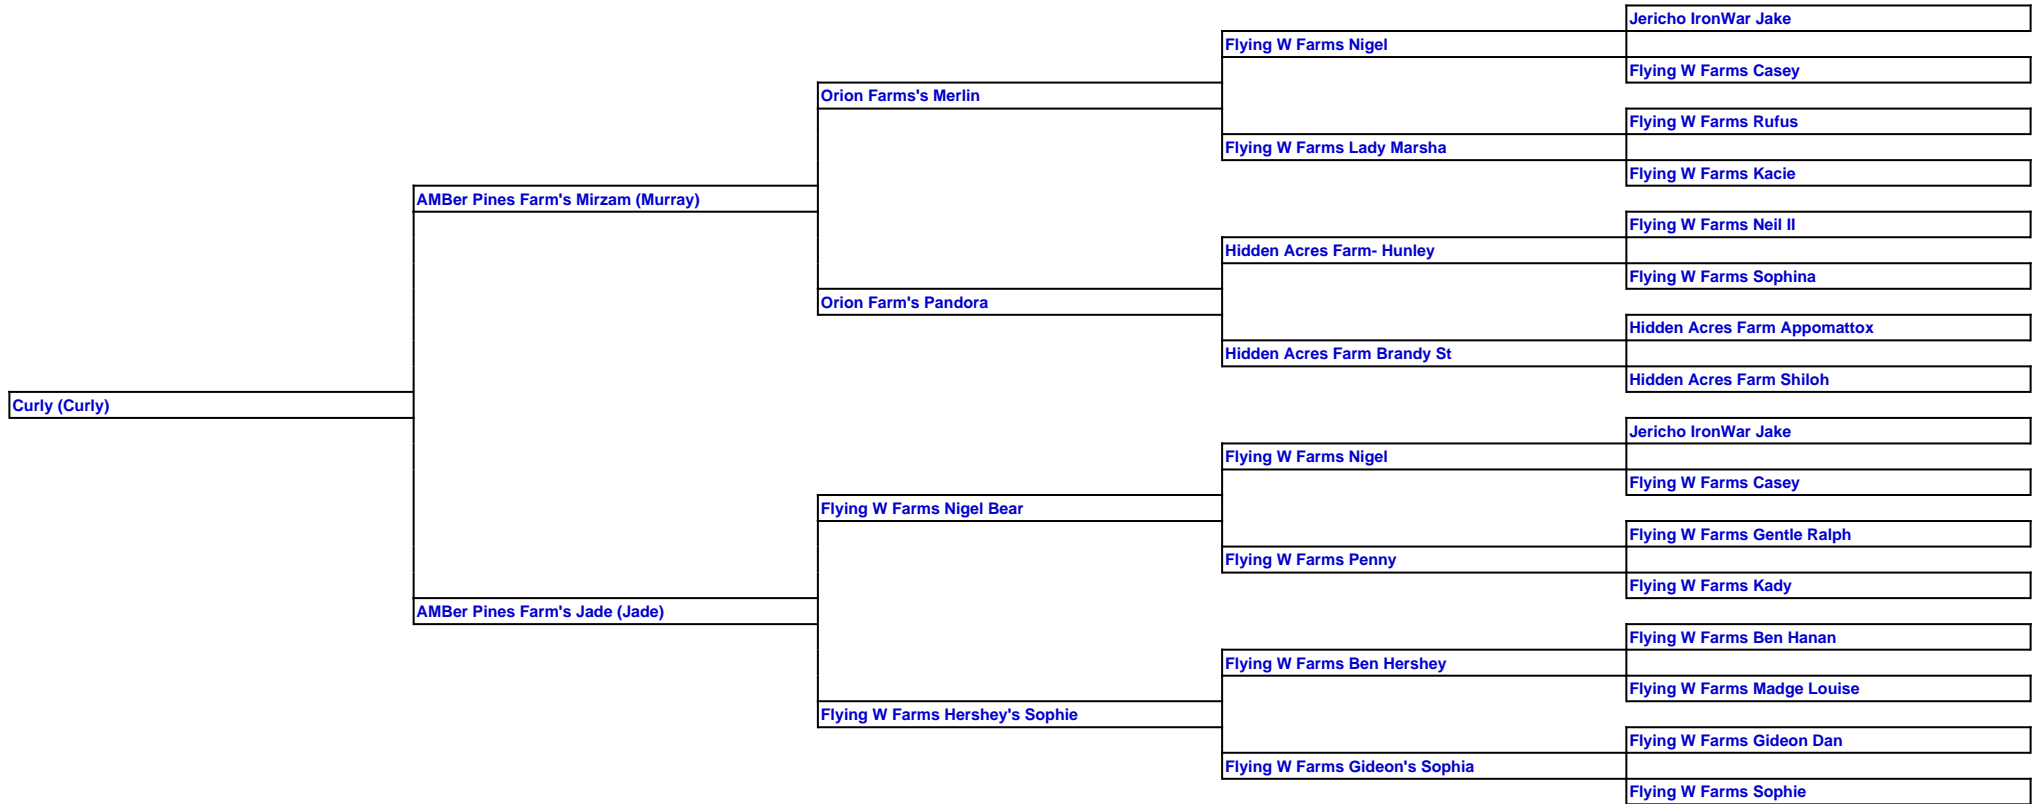 Jericho IronWar Jake
Flying W Farms Nigel
Flying W Farms Casey
Orion Farms's Merlin
Flying W Farms Rufus
Flying W Farms Lady Marsha
Flying W Farms Kacie
AMBer Pines Farm's Mirzam (Murray)
Flying W Farms Neil II
Hidden Acres Farm- Hunley
Flying W Farms Sophina
Orion Farm's Pandora
Hidden Acres Farm Appomattox
Hidden Acres Farm Brandy St
Hidden Acres Farm Shiloh
Curly (Curly)
Jericho IronWar Jake
Flying W Farms Nigel
Flying W Farms Casey
Flying W Farms Nigel Bear
Flying W Farms Gentle Ralph
Flying W Farms Penny
Flying W Farms Kady
AMBer Pines Farm's Jade (Jade)
Flying W Farms Ben Hanan
Flying W Farms Ben Hershey
Flying W Farms Madge Louise
Flying W Farms Hershey's Sophie
Flying W Farms Gideon Dan
Flying W Farms Gideon's Sophia
Flying W Farms Sophie